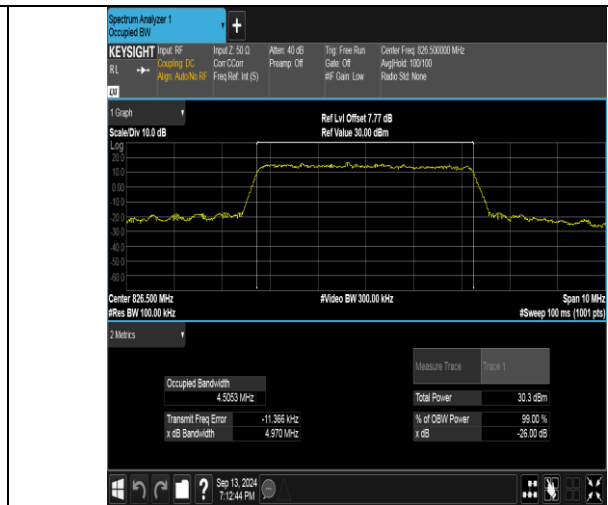 Spectrum Analyzer 1
Occupied BW
+
KEYSIGHT Input: RF Input Z: 50 Ω Atten: 40 dB Trig: Free Run Center Freq: 826.500000 MHz
RL Coupling: DC Corr CCorr Preamp: Off Gate: Off Avg|Hold: 100/100
Align: Auto/No RF Freq Ref: Int (S) #IF Gain: Low Radio Std: None
1 Graph
Ref Lvl Offset 7.77 dB
Scale/Div 10.0 dB Ref Value 30.00 dBm
Log
20.0
10.0
0.00
-10.0
-20.0
-30.0
-40.0
-50.0
-60.0
Center 826.500 MHz #Video BW 300.00 kHz Span 10 MHz
#Res BW 100.00 kHz #Sweep 100 ms (1001 pts)
2 Metrics
Measure Trace Trace 1
Occupied Bandwidth
4.5053 MHz Total Power 30.3 dBm
Transmit Freq Error -11.366 kHz % of OBW Power 99.00 %
x dB Bandwidth 4.970 MHz x dB -26.00 dB
? Sep 13, 2024
7:12:44 PM